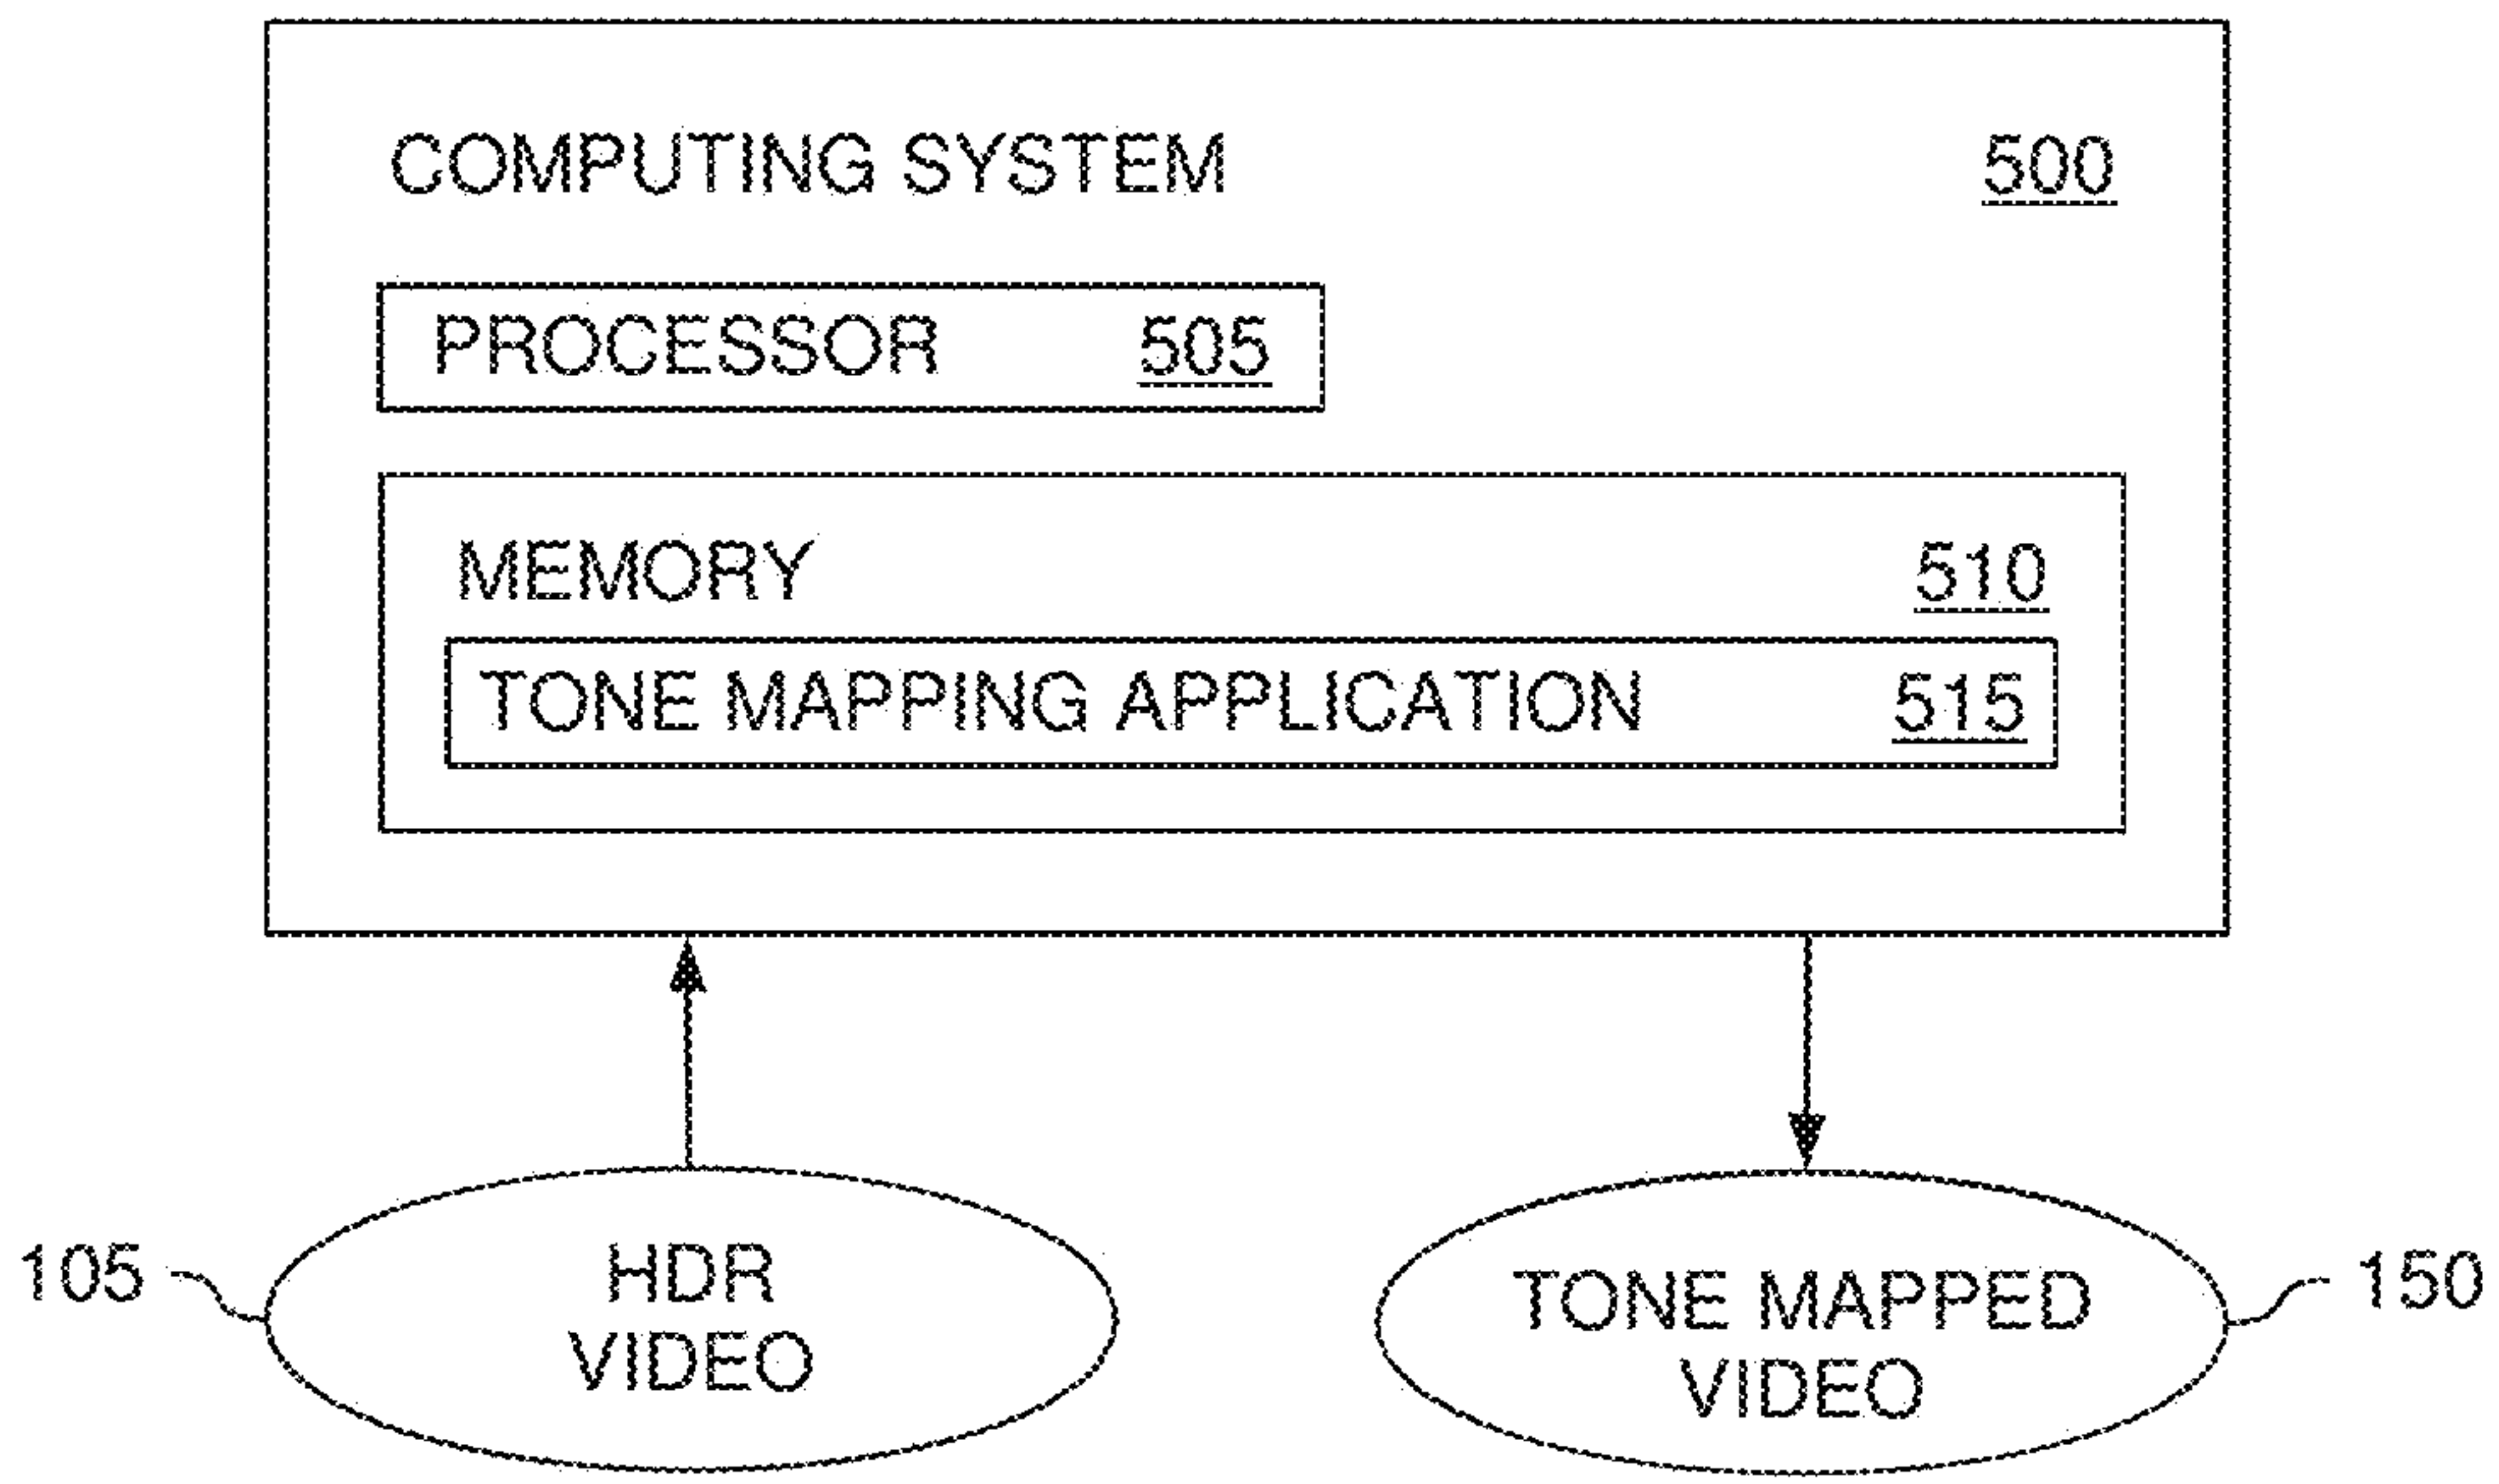 COMPUTING SYSTEM 500
PROCESSOR 505
MEMORY 510
TONE MAPPING APPLICATION 515
105
HDR
VIDEO
TONE MAPPED
VIDEO
150